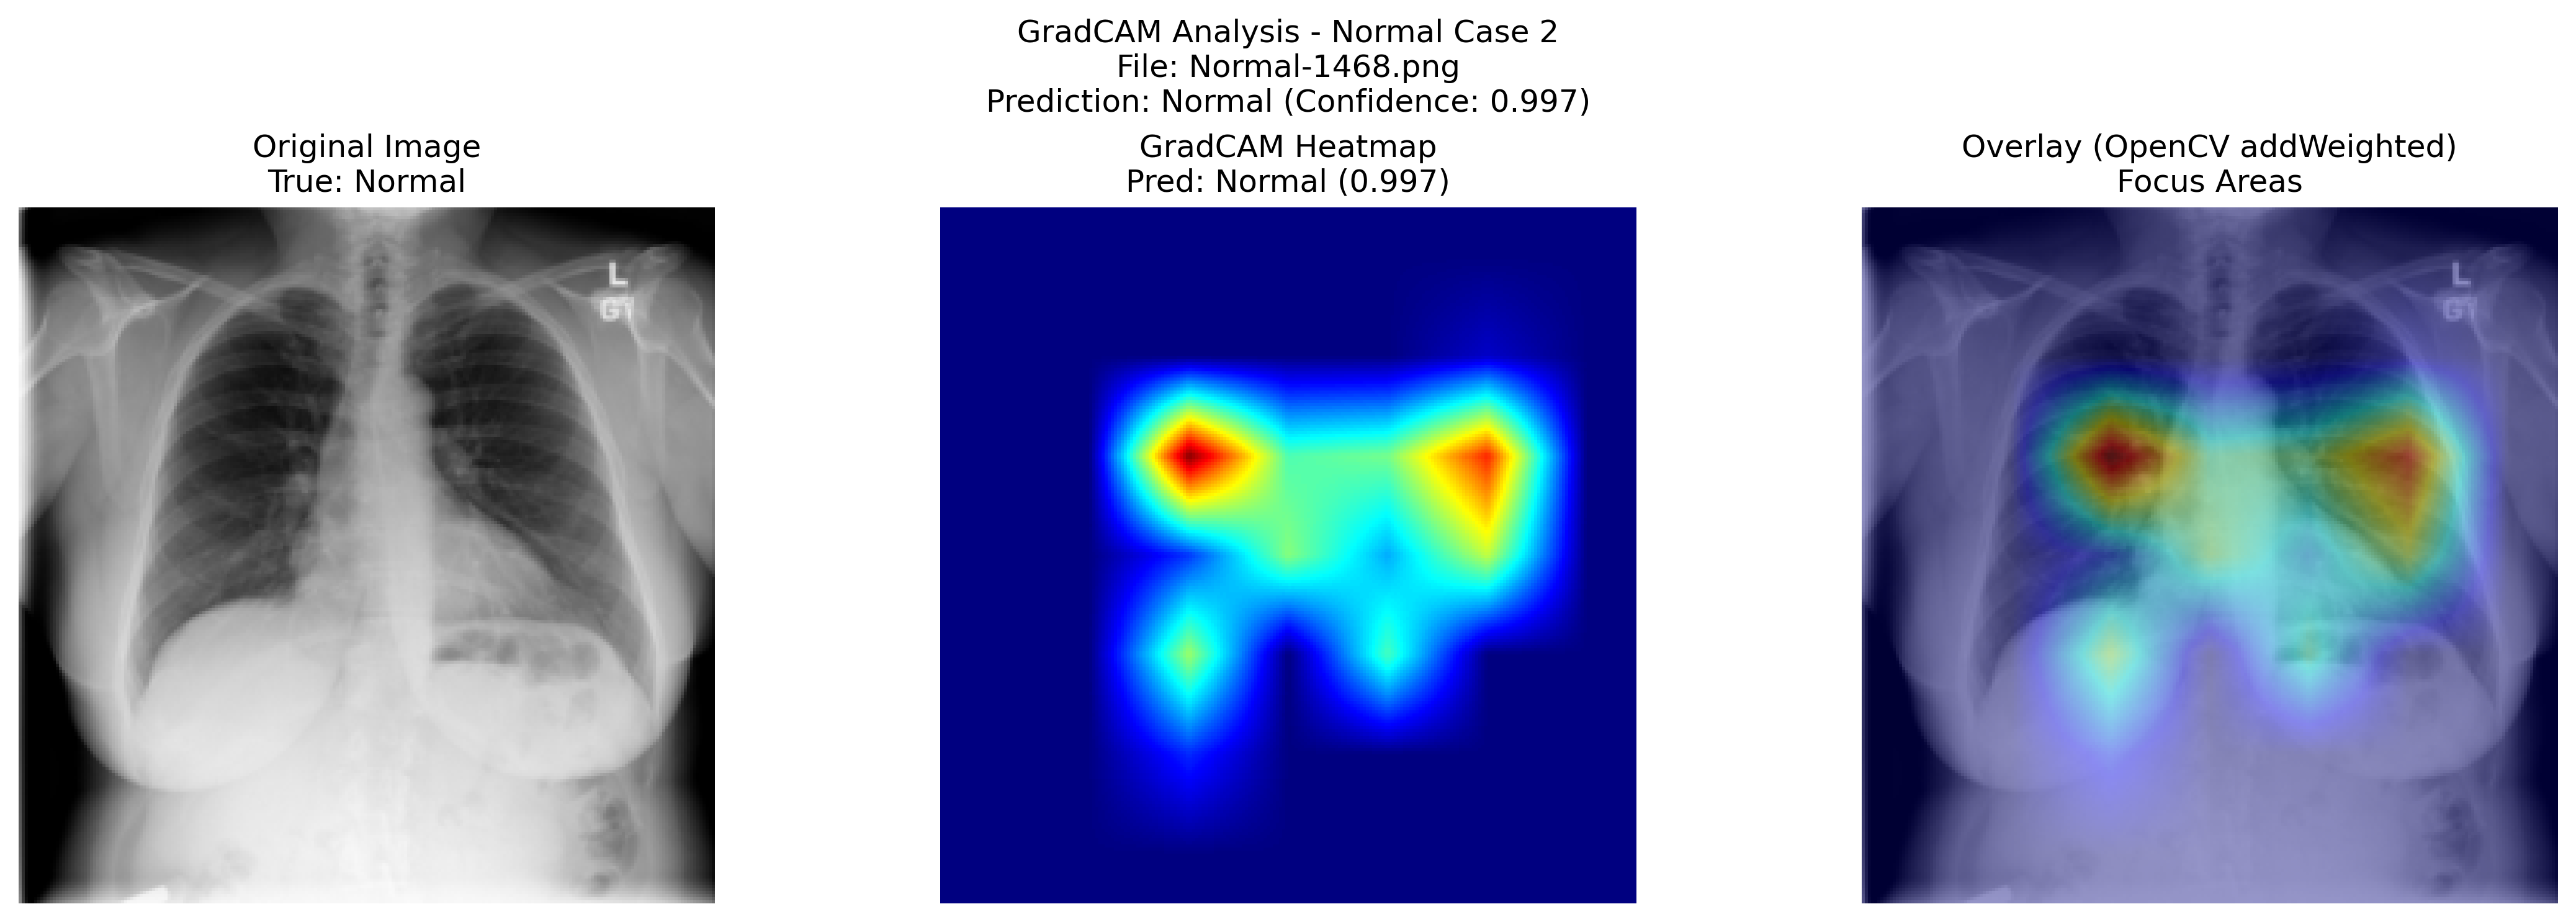 GradCAM Analysis - Normal Case 2
File: Normal-1468.png
Prediction: Normal (Confidence: 0.997)
Original Image
True: Normal
GradCAM Heatmap
Pred: Normal (0.997)
Overlay (OpenCV addWeighted)
Focus Areas
L
L